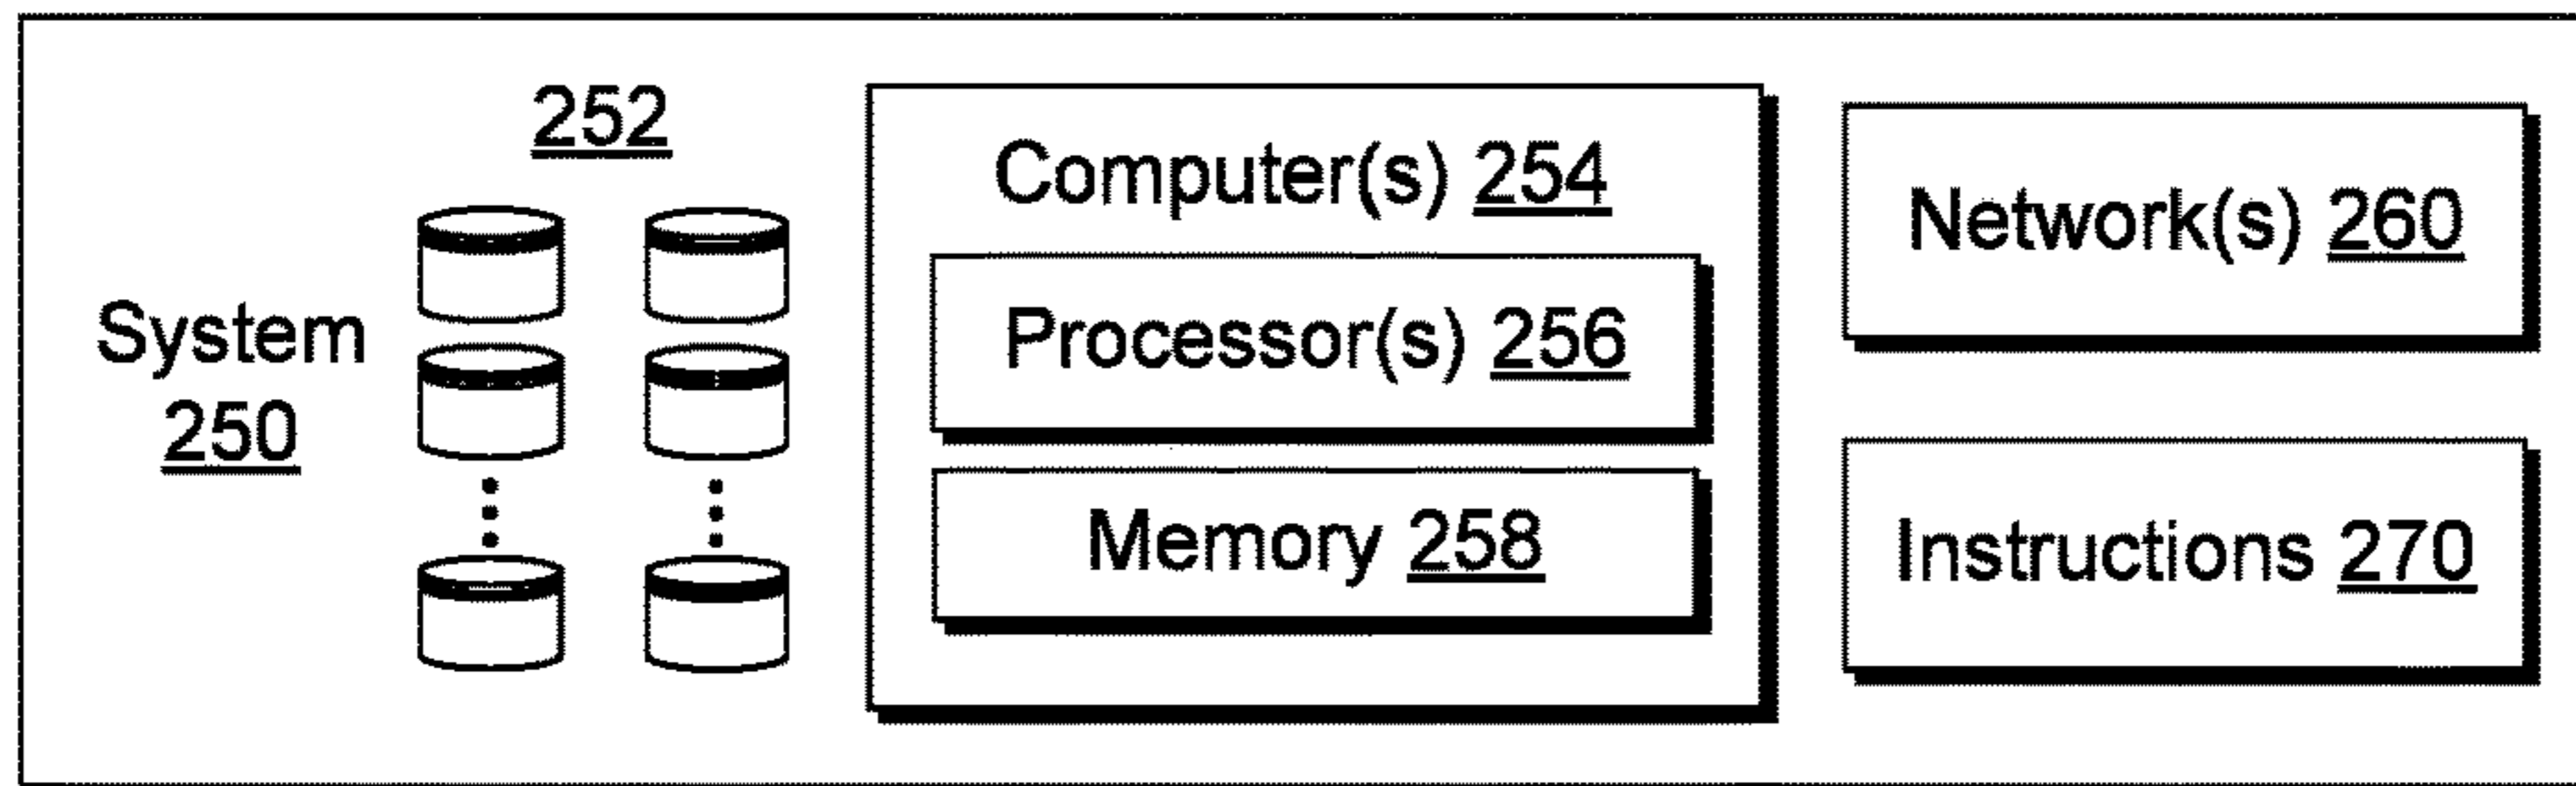 System
250
252
Computer(s) 254
Processor(s) 256
Memory 258
Network(s) 260
Instructions 270